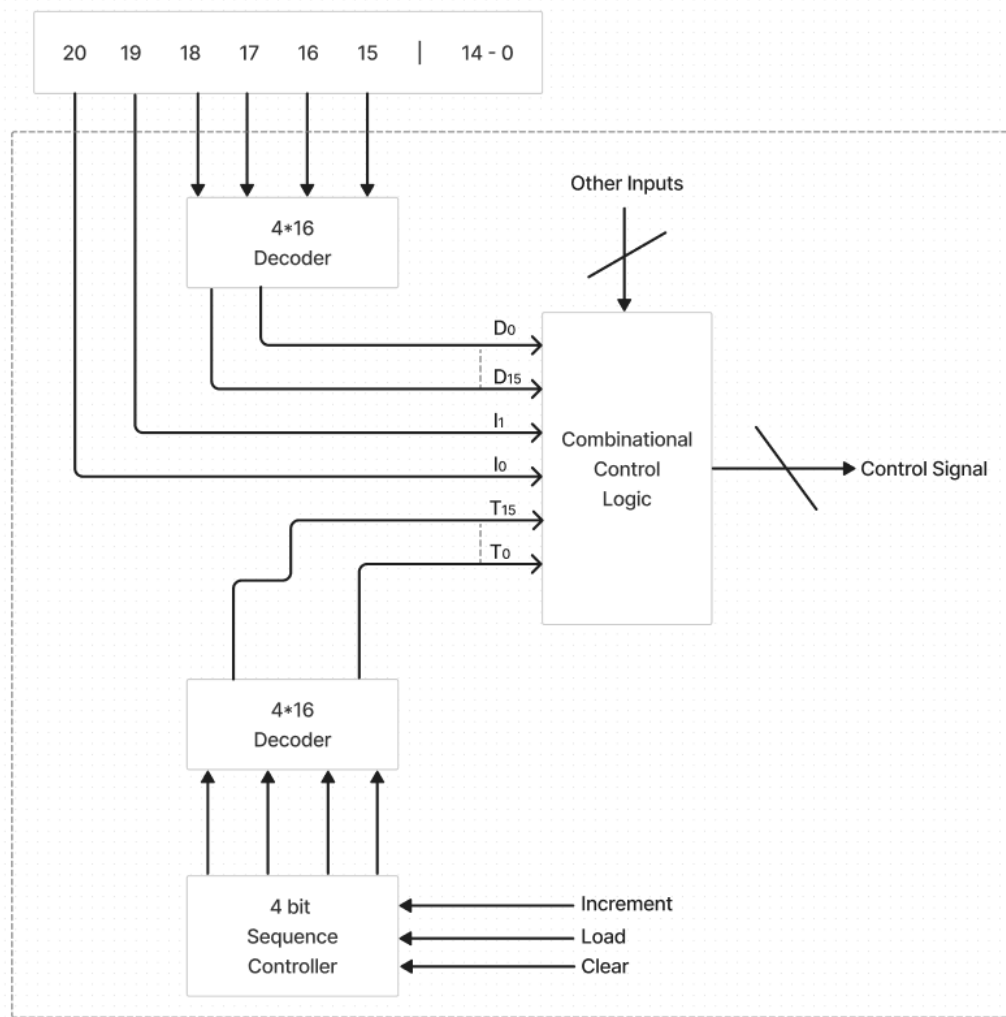 20 19 18 17 16 15 | 14 - 0
Other Inputs
4*16
Decoder
D0
D15
I1
I0
T15
T0
Combinational
Control
Logic
Control Signal
4*16
Decoder
4 bit
Sequence
Controller
Increment
Load
Clear